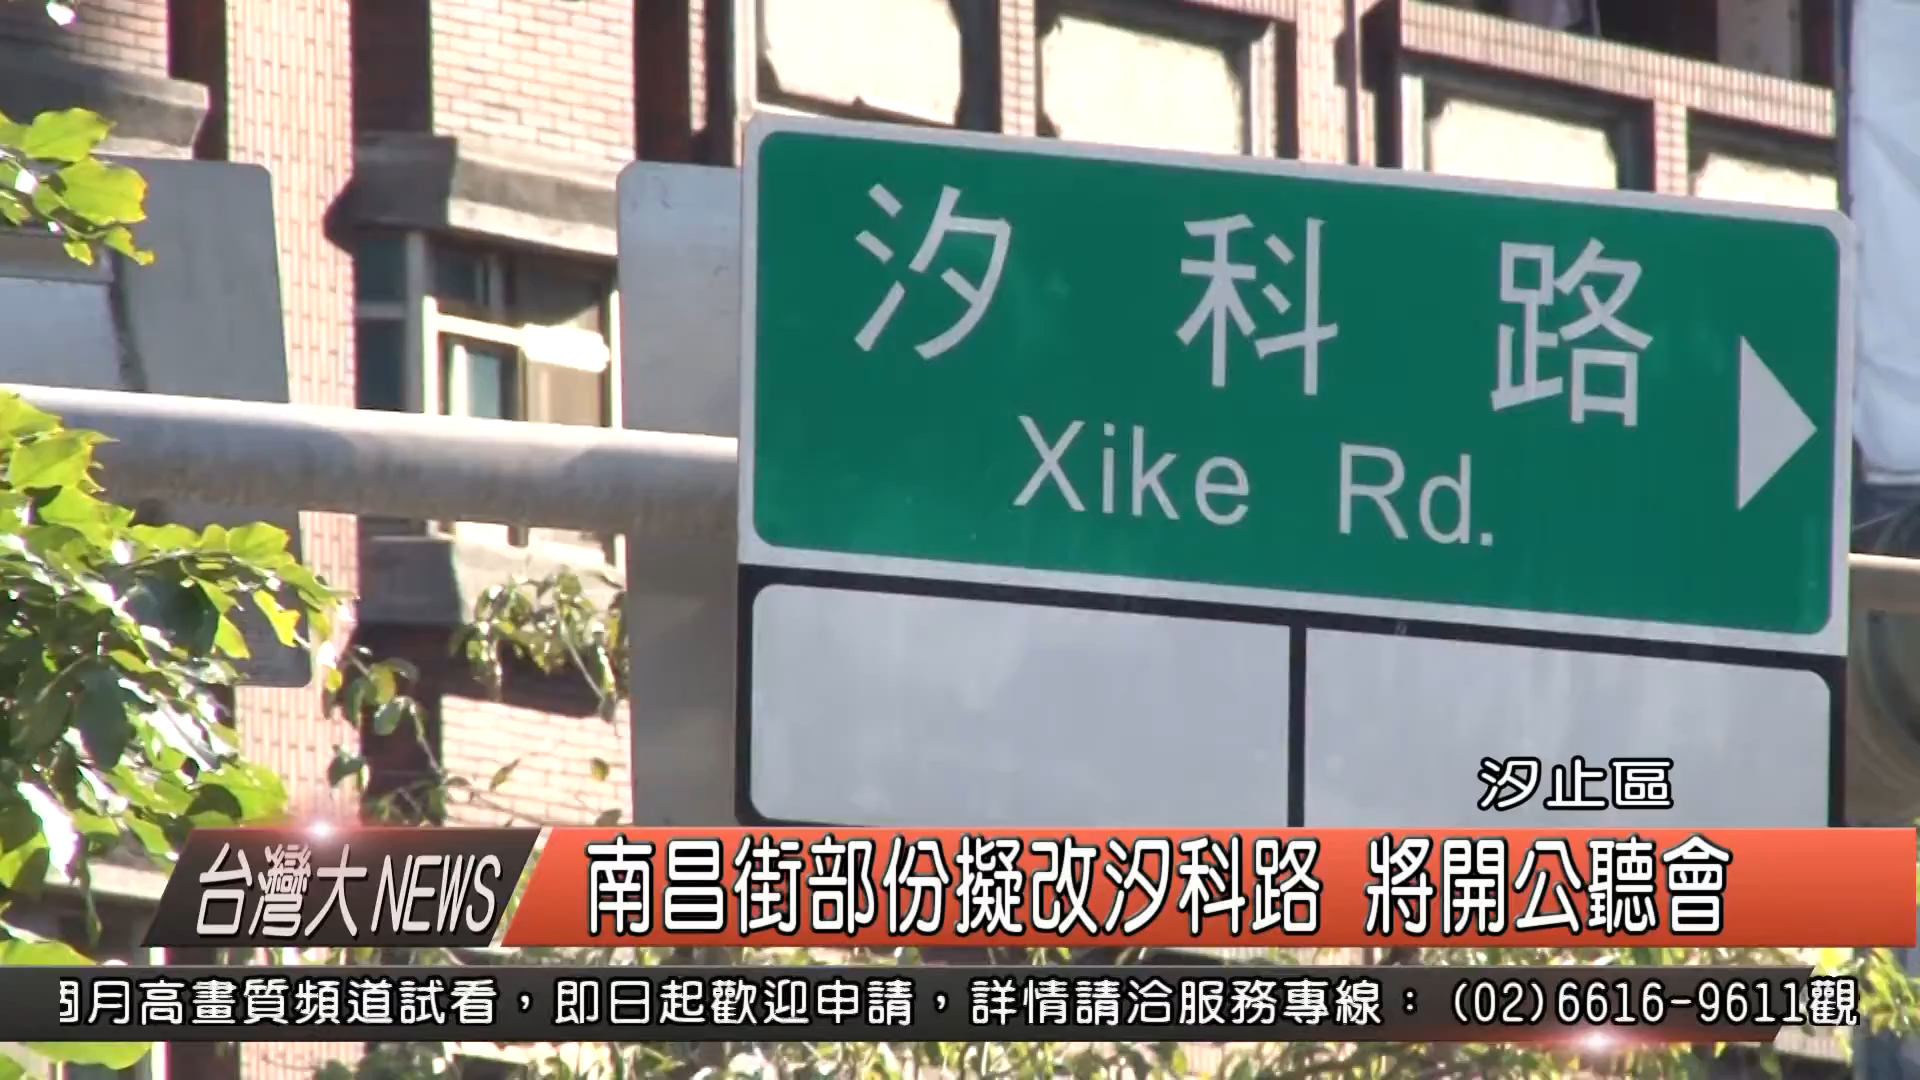 汐科路
Xike Rd.
汐止區
台灣大NEWS
南昌街部份擬改汐科路 將開公聽會
個月高畫質頻道試看，即日起歡迎申請，詳情請洽服務專線：(02)6616-9611觀